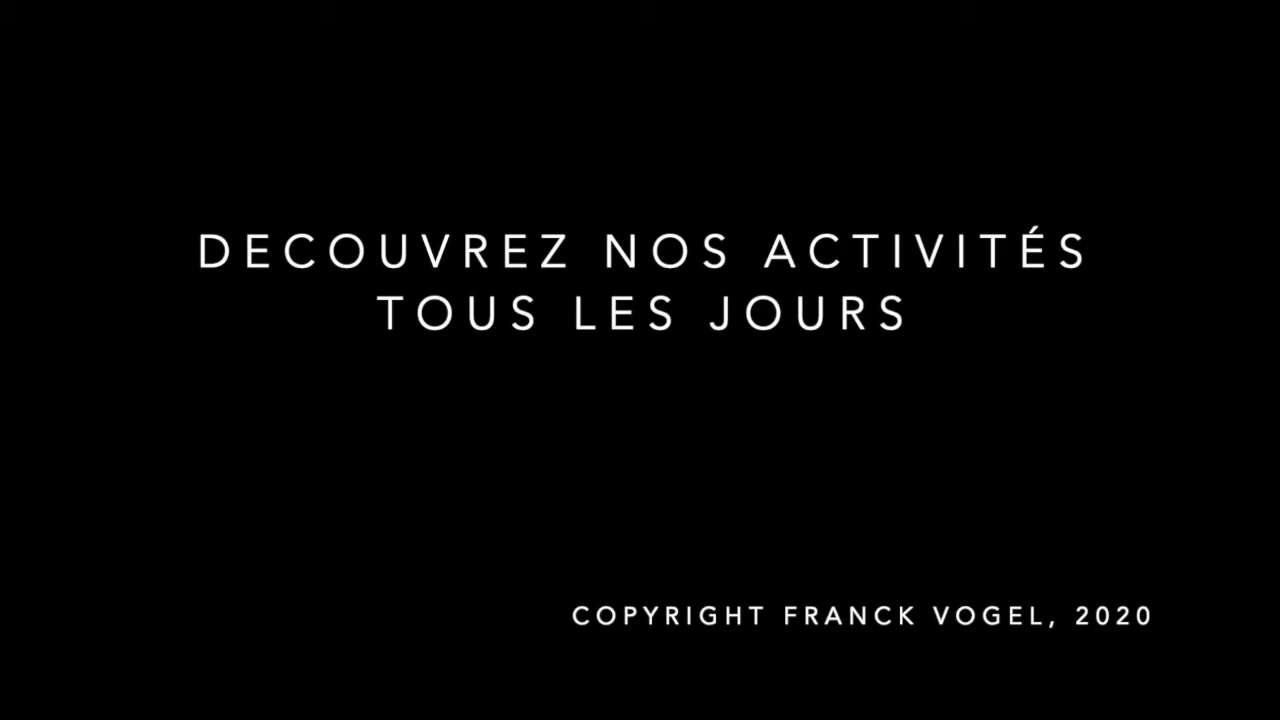 DECOUVREZ NOS ACTIVITÉS
TOUS LES JOURS
COPYRIGHT FRANCK VOGEL, 2020